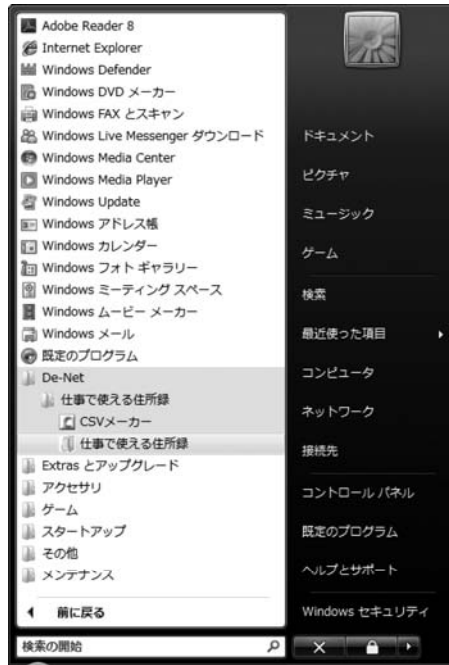 Adobe Reader 8
Internet Explorer
Windows Defender
Windows DVD メーカー
Windows FAX とスキャン
Windows Live Messenger ダウンロード
Windows Media Center
Windows Media Player
Windows Update
Windows アドレス帳
Windows カレンダー
Windows フォト ギャラリー
Windows ミーティング スペース
Windows ムービー メーカー
Windows メール
既定のプログラム
De-Net
仕事で使える住所録
CSVメーカー
仕事で使える住所録
Extras とアップグレード
アクセサリ
ゲーム
スタートアップ
その他
メンテナンス
前に戻る
検索の開始
ドキュメント
ピクチャ
ミュージック
ゲーム
検索
最近使った項目
コンピュータ
ネットワーク
接続先
コントロール パネル
既定のプログラム
ヘルプとサポート
Windows セキュリティ